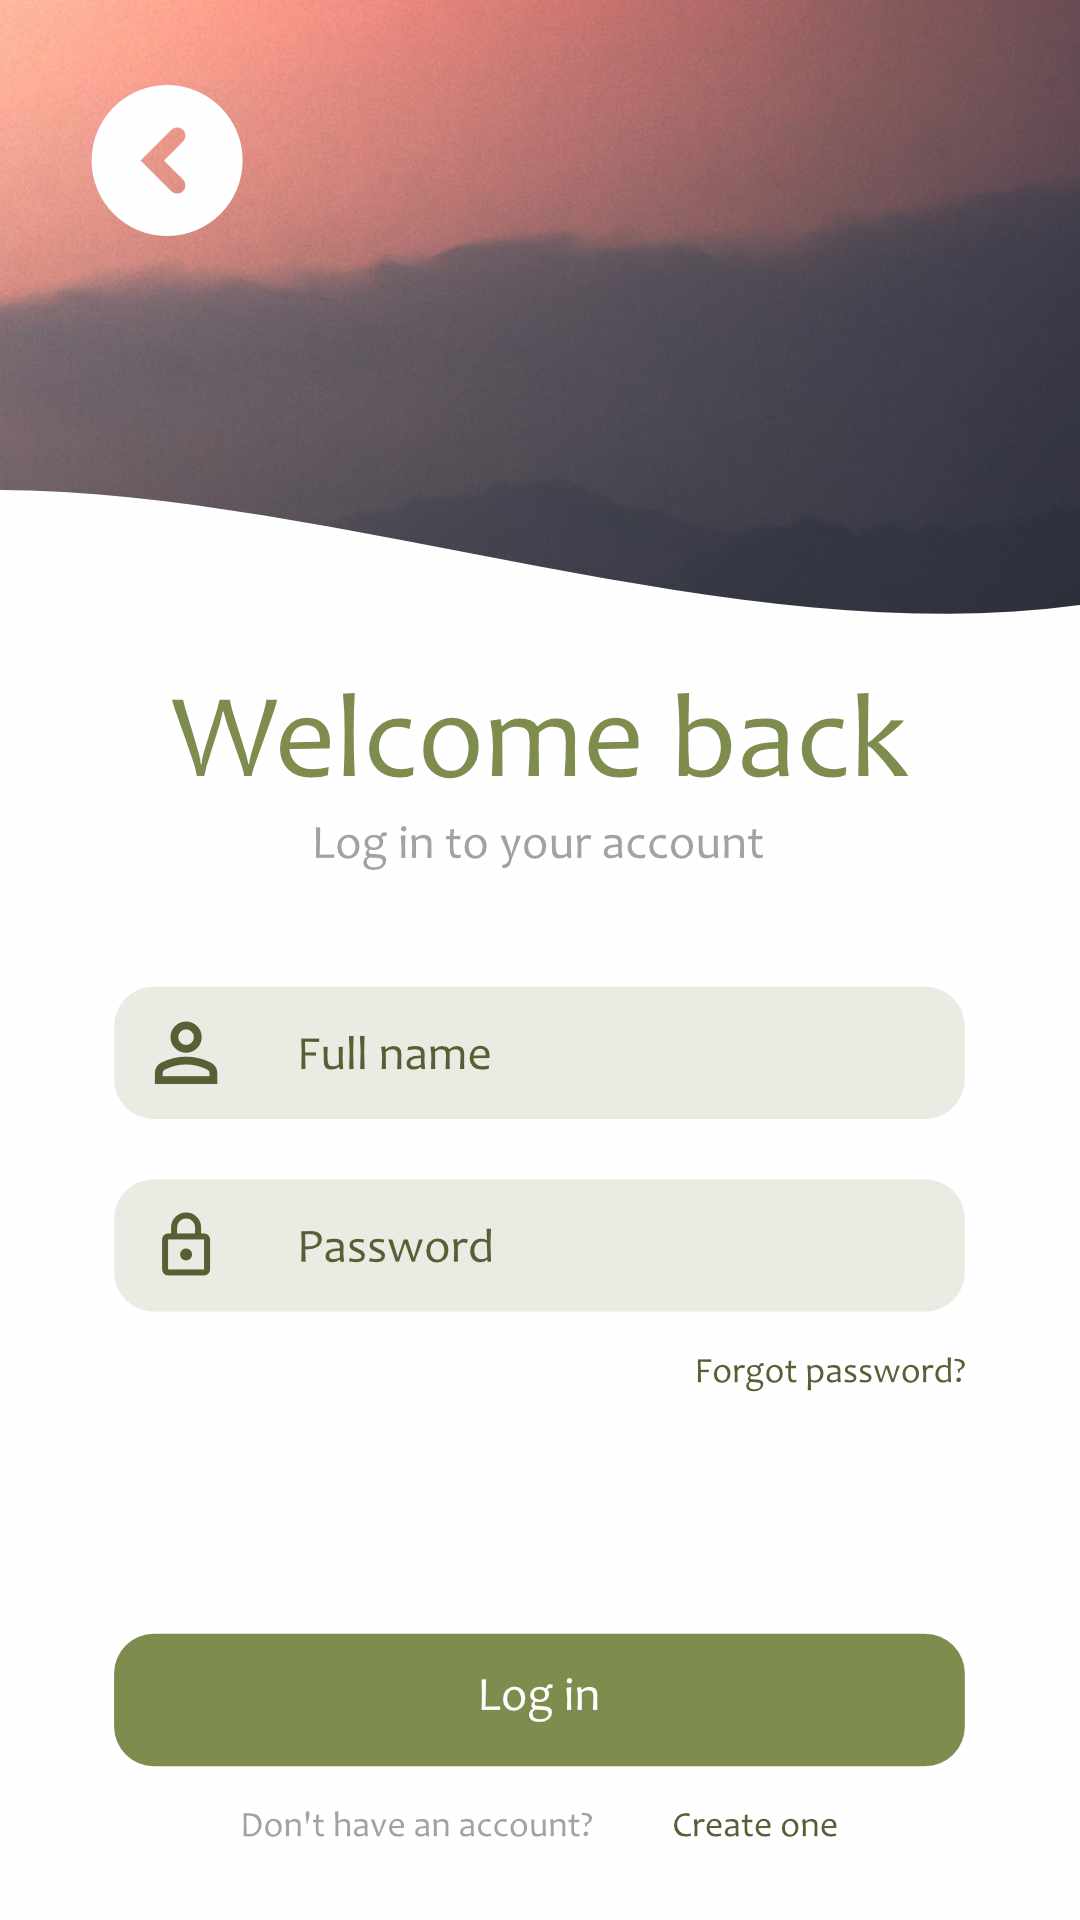 Welcome back
Log in to your account
Full name
Password
Forgot password?
Log in
Don't have an account? Create one